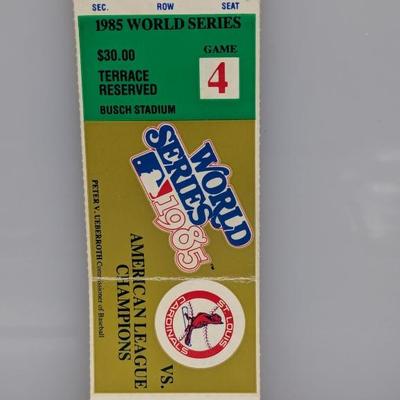 SEC. ROW SEAT
1985 WORLD SERIES
$30.00
TERRACE
RESERVED
BUSCH STADIUM
GAME
4
WORLD
SERIES
1985
TM
PETER V. UEBERROTH Commissioner of Baseball
AMERICAN LEAGUE
CHAMPIONS
VS.
ST. LOUIS
CARDINALS